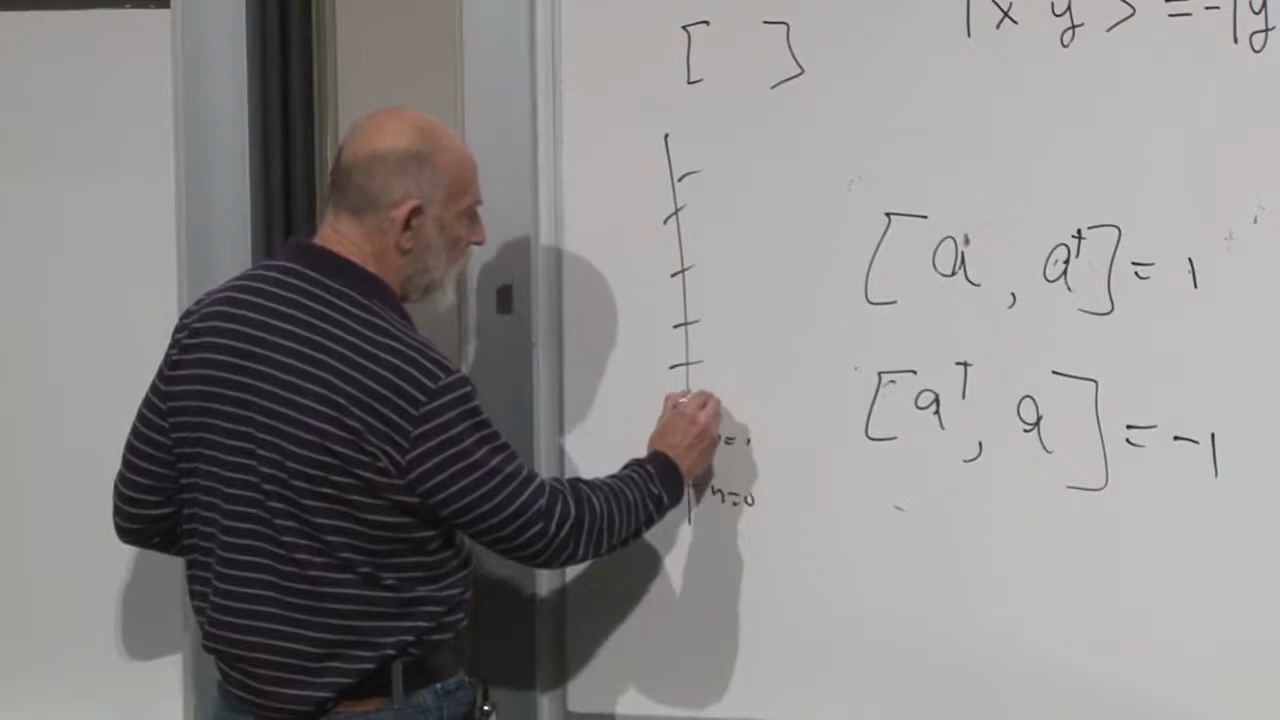 |x y> = -|y
[ ]
[a, a†] = 1
[a†, a] = -1
n=0